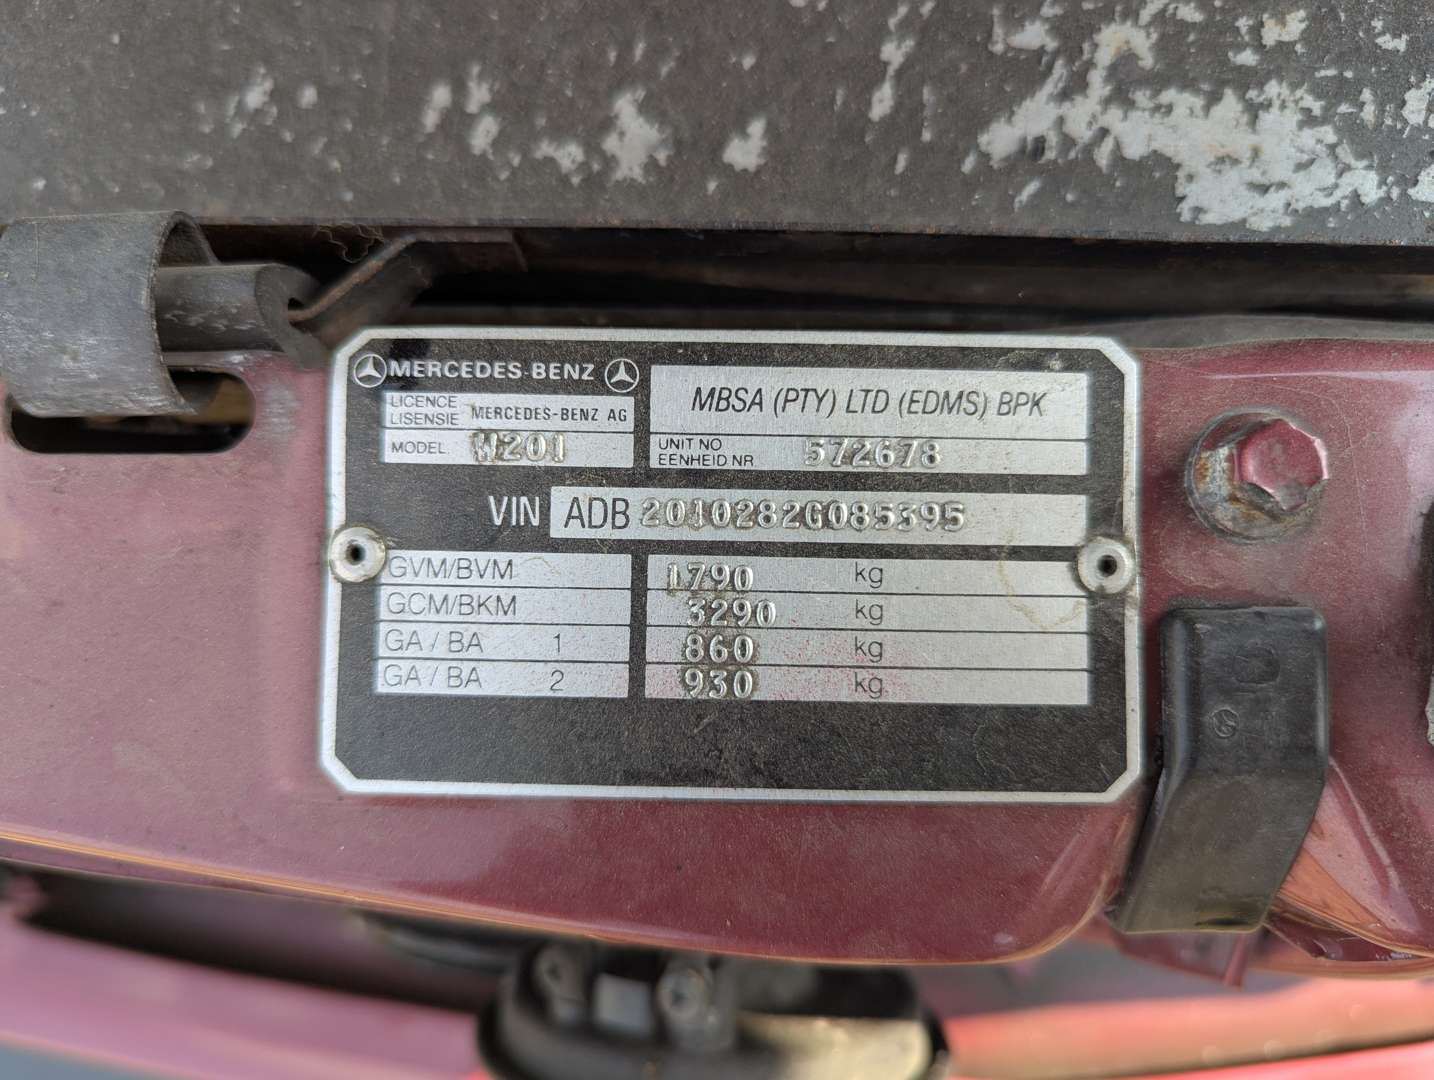 MERCEDES-BENZ
LICENCE
LISENSIE MERCEDES-BENZ AG
MODEL W201
MBSA (PTY) LTD (EDMS) BPK
UNIT NO
EENHEID NR 572678
VIN ADB 2010282G085395
GVM/BVM 1790 kg
GCM/BKM 3290 kg
GA / BA 1 860 kg
GA / BA 2 930 kg